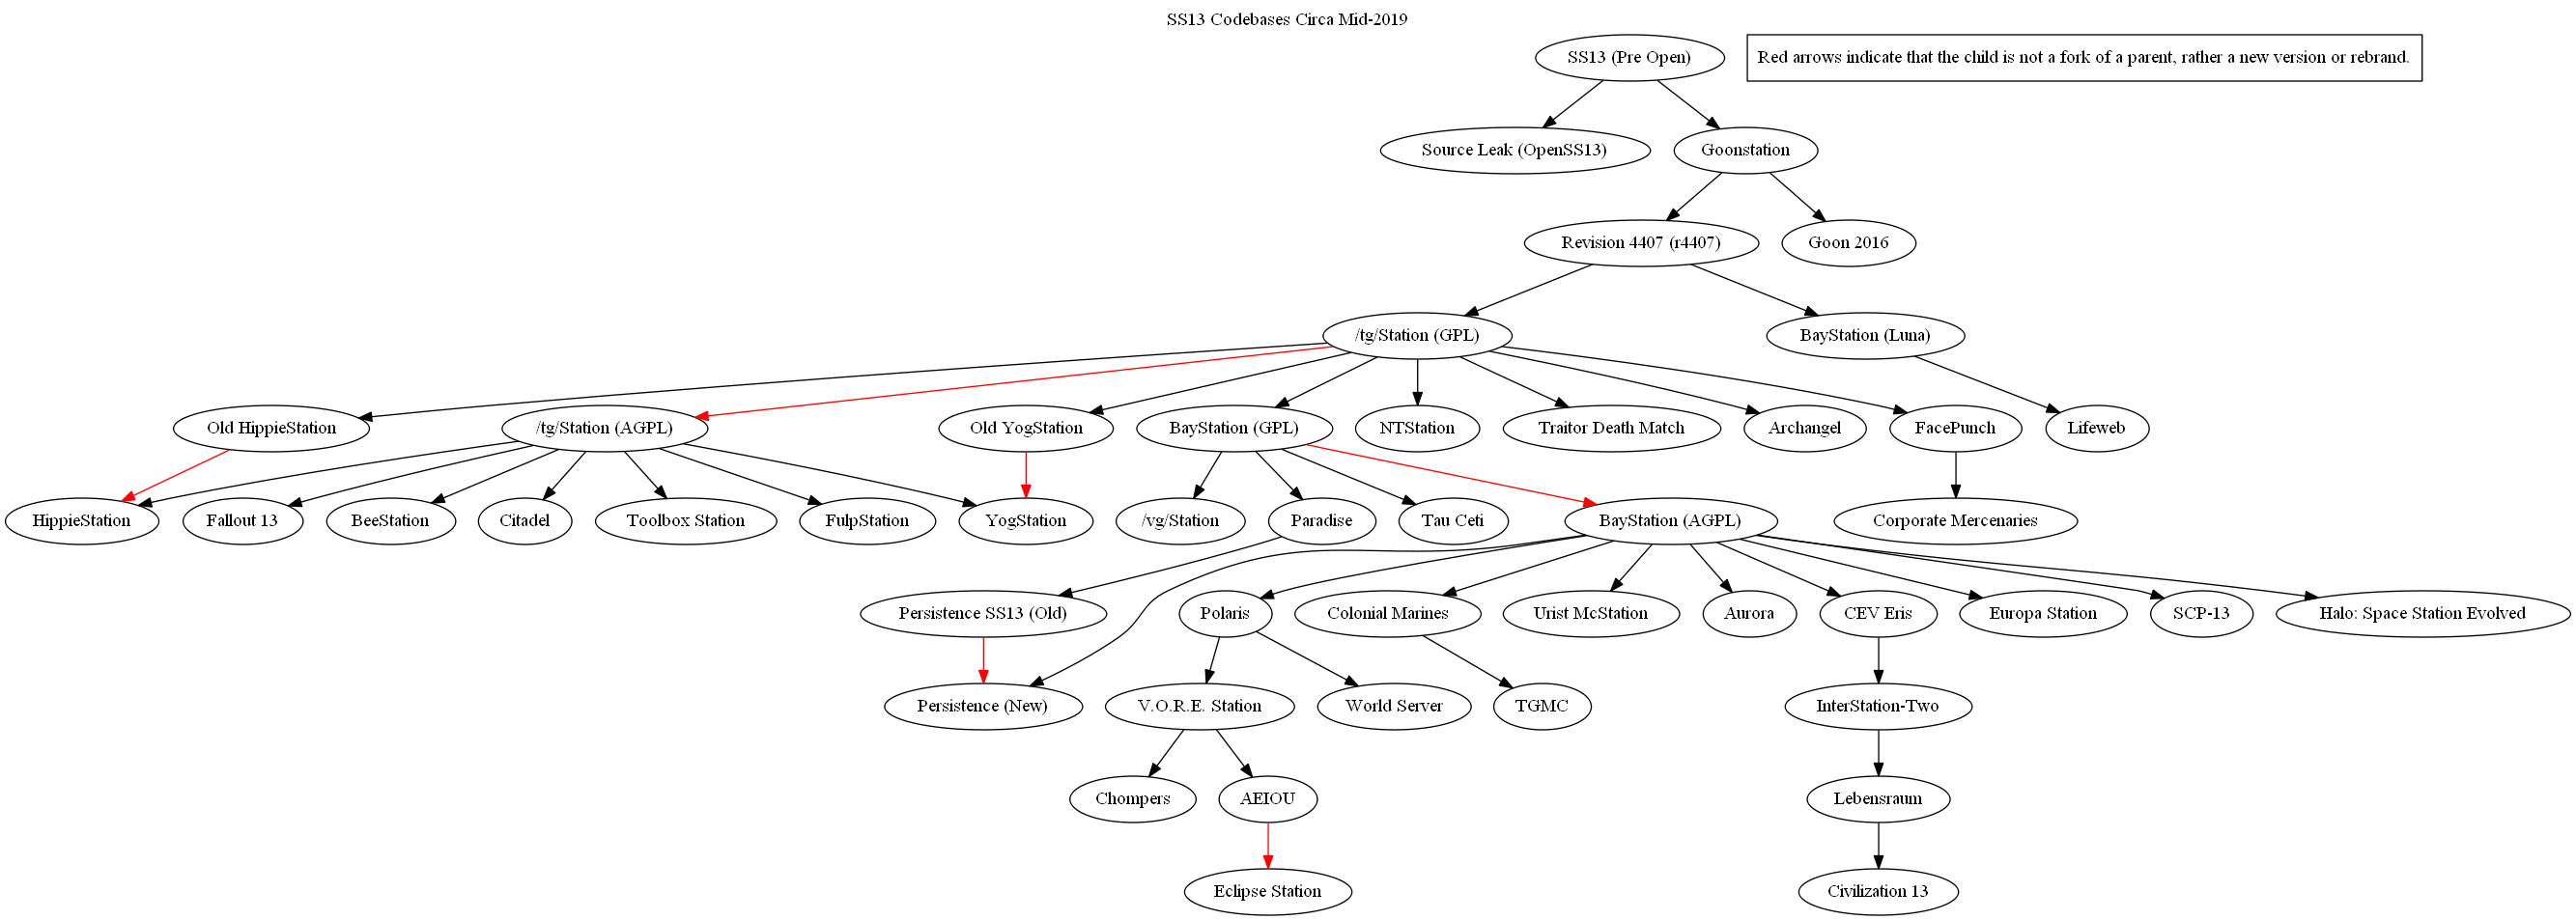 SS13 Codebases Circa Mid-2019
SS13 (Pre Open)
Red arrows indicate that the child is not a fork of a parent, rather a new version or rebrand.
Source Leak (OpenSS13)
Goonstation
Revision 4407 (r4407)
Goon 2016
/tg/Station (GPL)
BayStation (Luna)
Old HippieStation
/tg/Station (AGPL)
Old YogStation
BayStation (GPL)
NTStation
Traitor Death Match
Archangel
FacePunch
Lifeweb
HippieStation
Fallout 13
BeeStation
Citadel
Toolbox Station
FulpStation
YogStation
/vg/Station
Paradise
Tau Ceti
BayStation (AGPL)
Corporate Mercenaries
Persistence SS13 (Old)
Polaris
Colonial Marines
Urist McStation
Aurora
CEV Eris
Europa Station
SCP-13
Halo: Space Station Evolved
Persistence (New)
V.O.R.E. Station
World Server
TGMC
InterStation-Two
Chompers
AEIOU
Lebensraum
Eclipse Station
Civilization 13